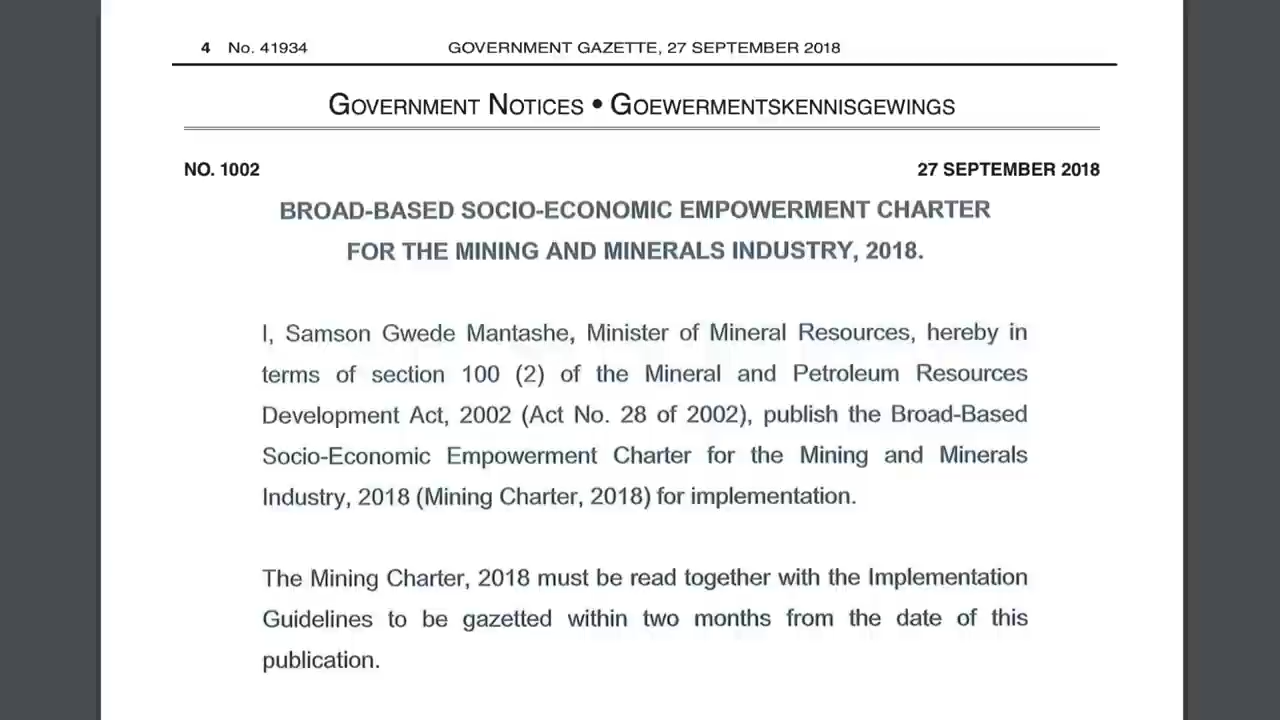 4 No. 41934 GOVERNMENT GAZETTE, 27 SEPTEMBER 2018
GOVERNMENT NOTICES • GOEWERMENTSKENNISGEWINGS
NO. 1002 27 SEPTEMBER 2018
BROAD-BASED SOCIO-ECONOMIC EMPOWERMENT CHARTER
FOR THE MINING AND MINERALS INDUSTRY, 2018.
I, Samson Gwede Mantashe, Minister of Mineral Resources, hereby in
terms of section 100 (2) of the Mineral and Petroleum Resources
Development Act, 2002 (Act No. 28 of 2002), publish the Broad-Based
Socio-Economic Empowerment Charter for the Mining and Minerals
Industry, 2018 (Mining Charter, 2018) for implementation.
The Mining Charter, 2018 must be read together with the Implementation
Guidelines to be gazetted within two months from the date of this
publication.